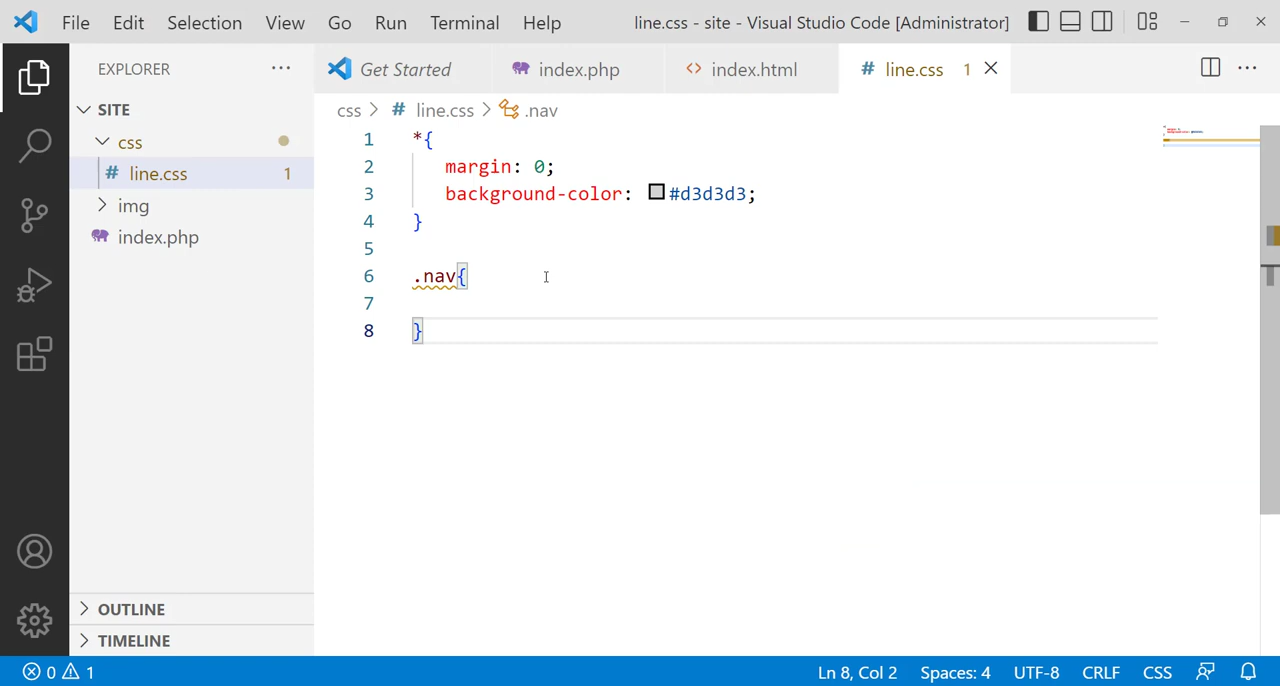 File Edit Selection View Go Run Terminal Help line.css - site - Visual Studio Code [Administrator]
EXPLORER
SITE
css
line.css 1
img
index.php
OUTLINE
TIMELINE
Get Started index.php index.html line.css 1
css > line.css > .nav
1 *{
2 margin: 0;
3 background-color: #d3d3d3;
4 }
5
6 .nav{
7
8 }
0 1 Ln 8, Col 2 Spaces: 4 UTF-8 CRLF CSS